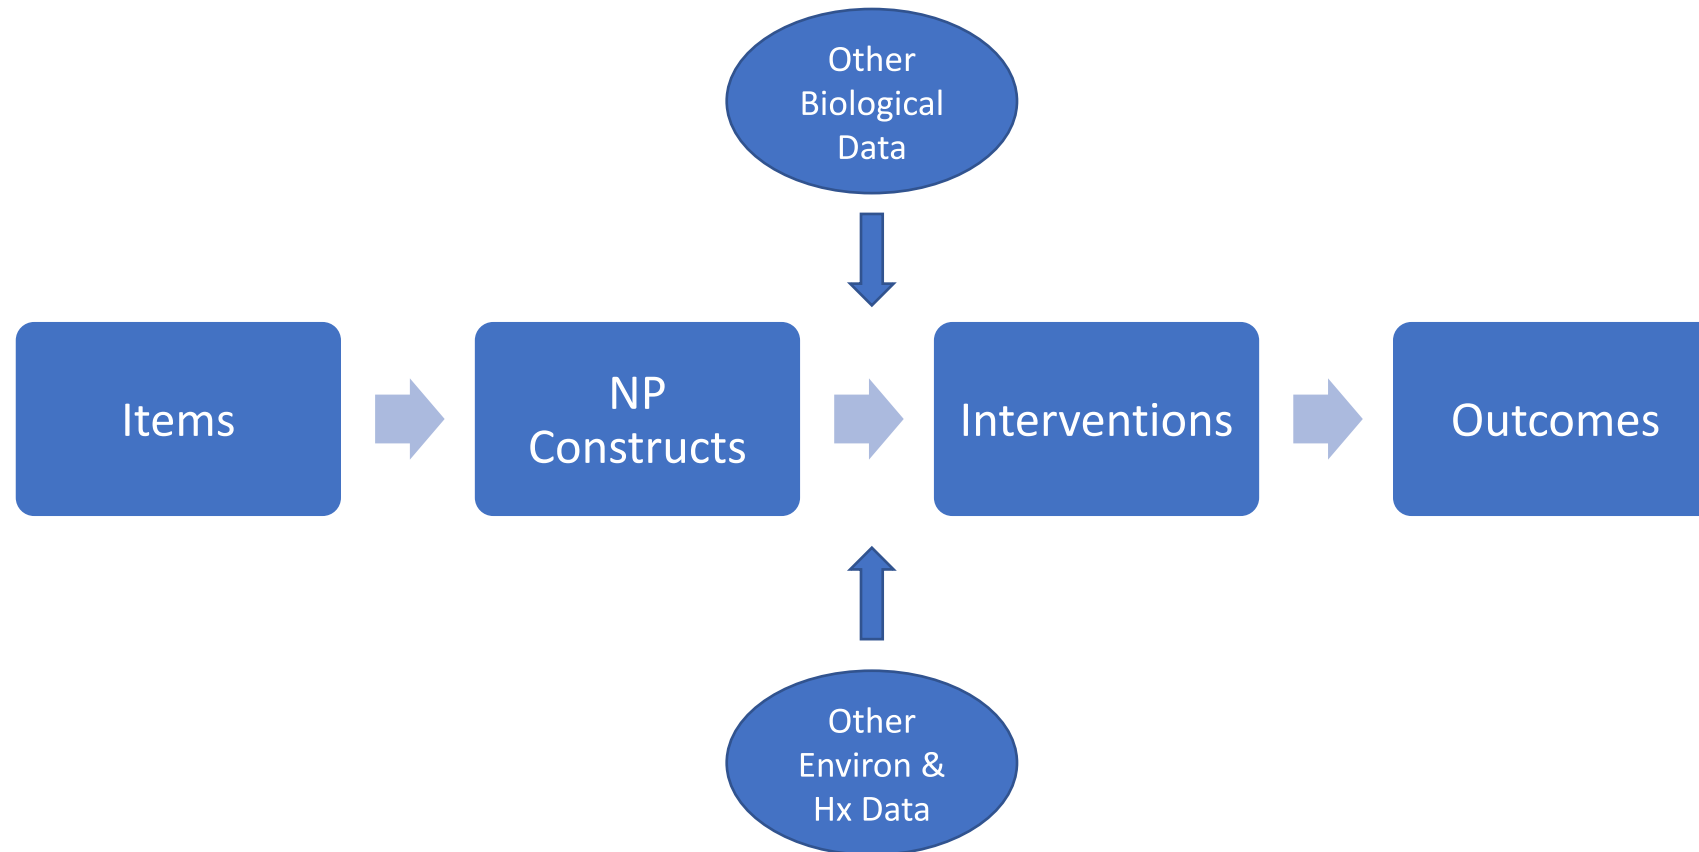 Other
Biological
Data
Items
NP
Constructs
Interventions
Outcomes
Other
Environ &
Hx Data